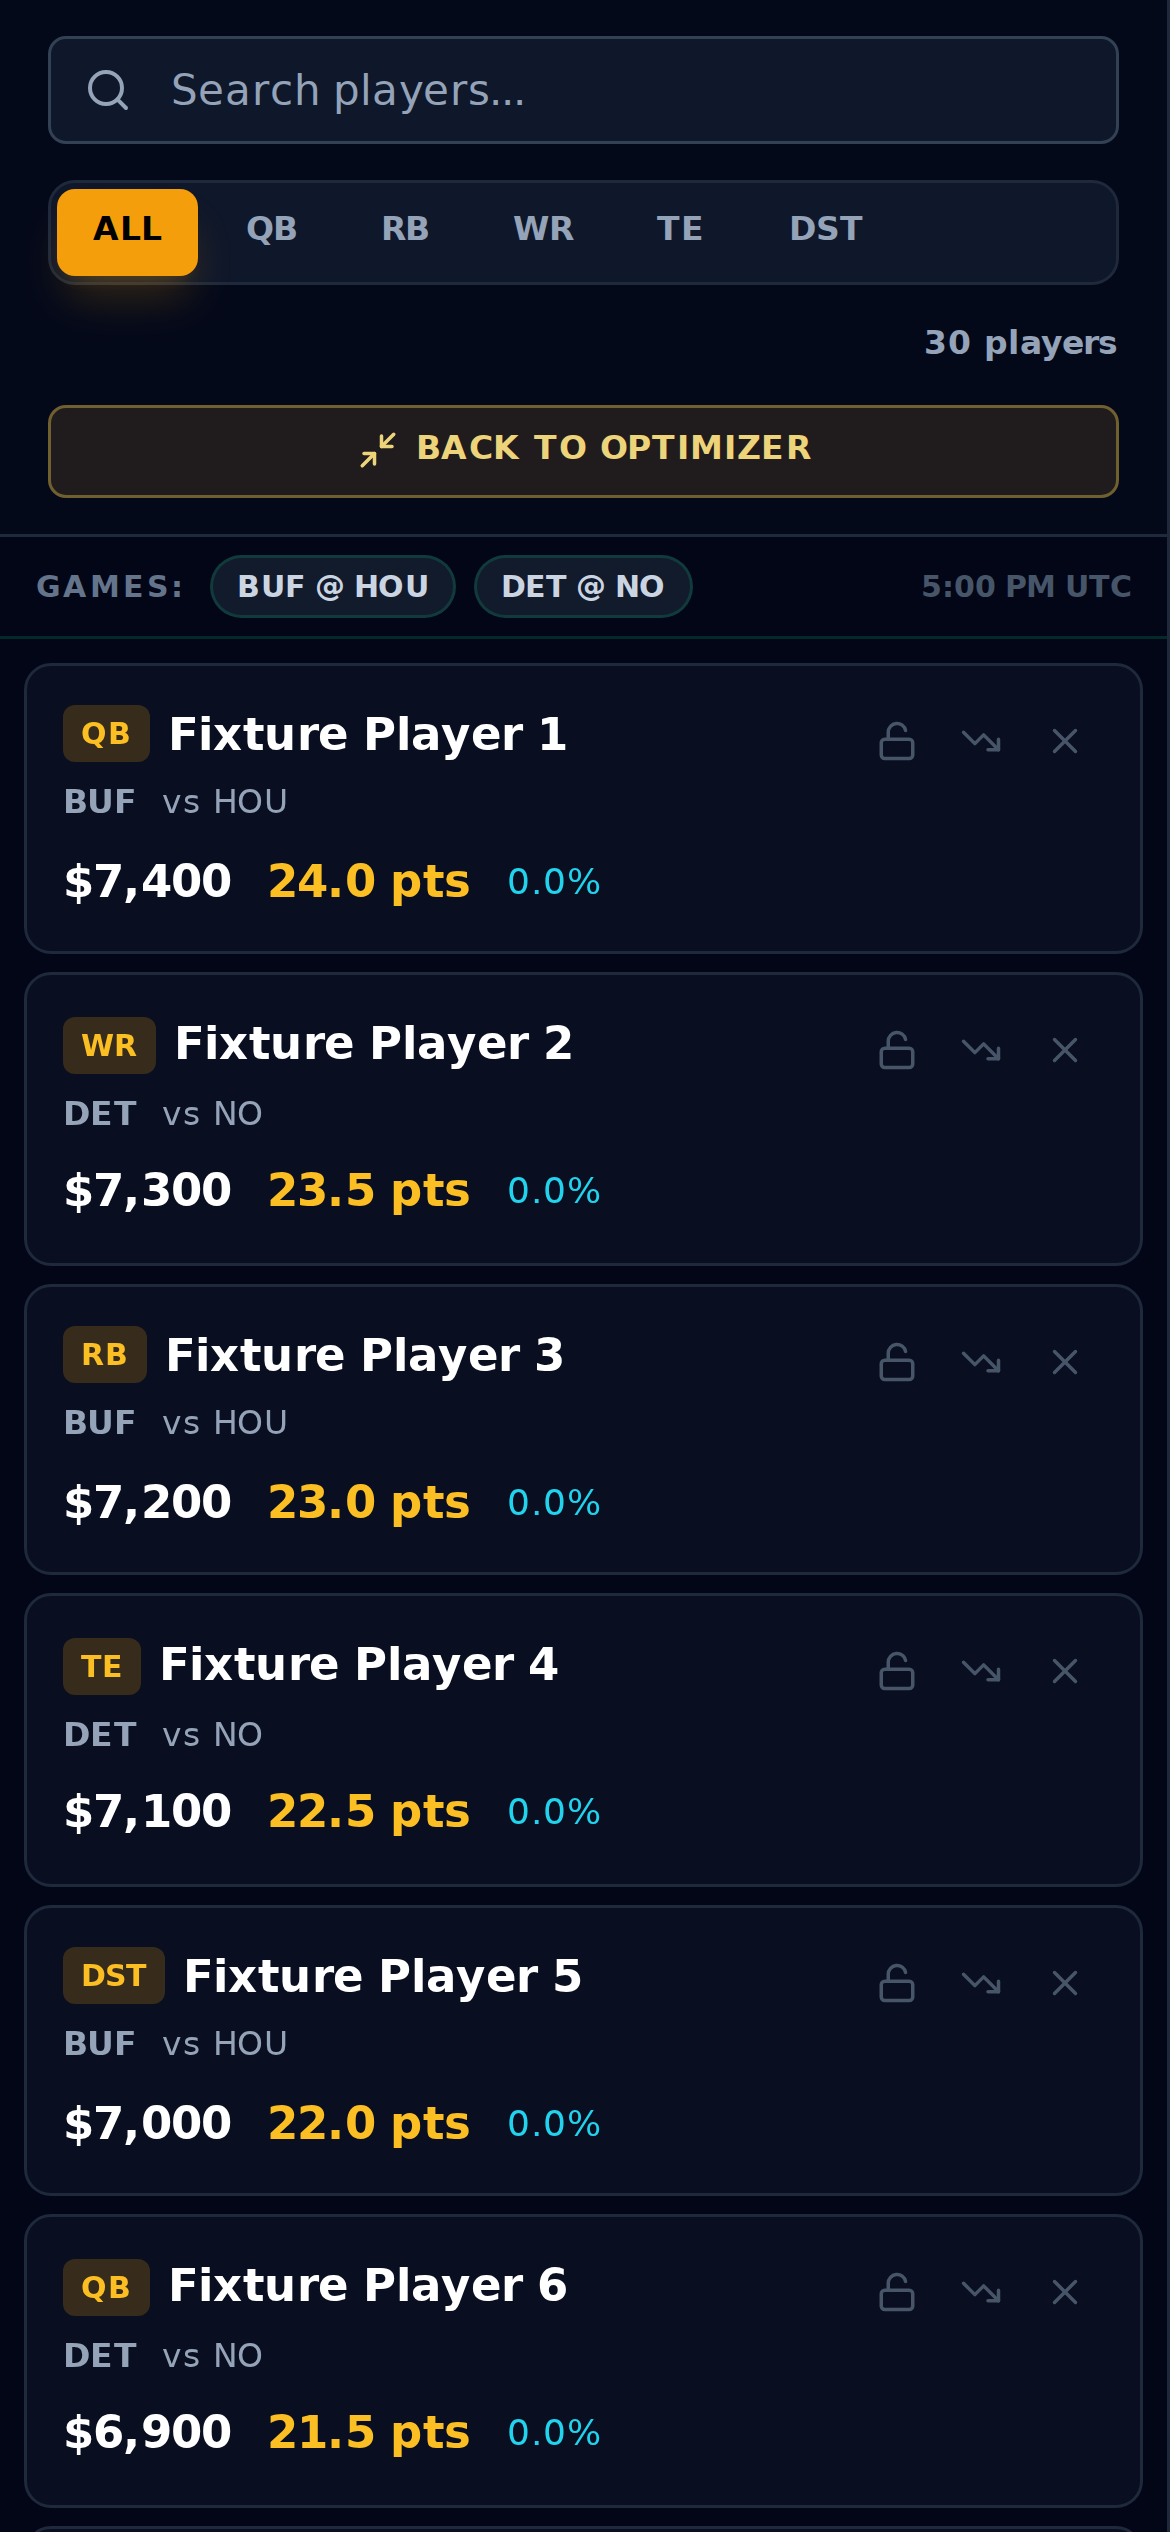 Search players...
ALL QB RB WR TE DST
30 players
BACK TO OPTIMIZER
GAMES: BUF @ HOU DET @ NO 5:00 PM UTC
QB Fixture Player 1
BUF vs HOU
$7,400 24.0 pts 0.0%
WR Fixture Player 2
DET vs NO
$7,300 23.5 pts 0.0%
RB Fixture Player 3
BUF vs HOU
$7,200 23.0 pts 0.0%
TE Fixture Player 4
DET vs NO
$7,100 22.5 pts 0.0%
DST Fixture Player 5
BUF vs HOU
$7,000 22.0 pts 0.0%
QB Fixture Player 6
DET vs NO
$6,900 21.5 pts 0.0%